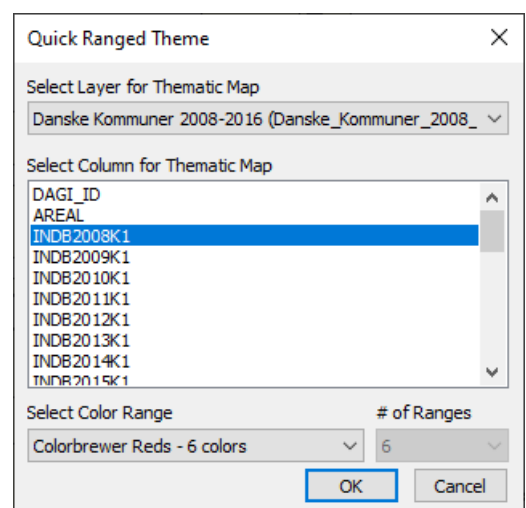 Quick Ranged Theme
Select Layer for Thematic Map
Danske Kommuner 2008-2016 (Danske_Kommuner_2008_
Select Column for Thematic Map
DAGI_ID
AREAL
INDB2008K1
INDB2009K1
INDB2010K1
INDB2011K1
INDB2012K1
INDB2013K1
INDB2014K1
INDB2015K1
Select Color Range # of Ranges
Colorbrewer Reds - 6 colors 6
OK Cancel